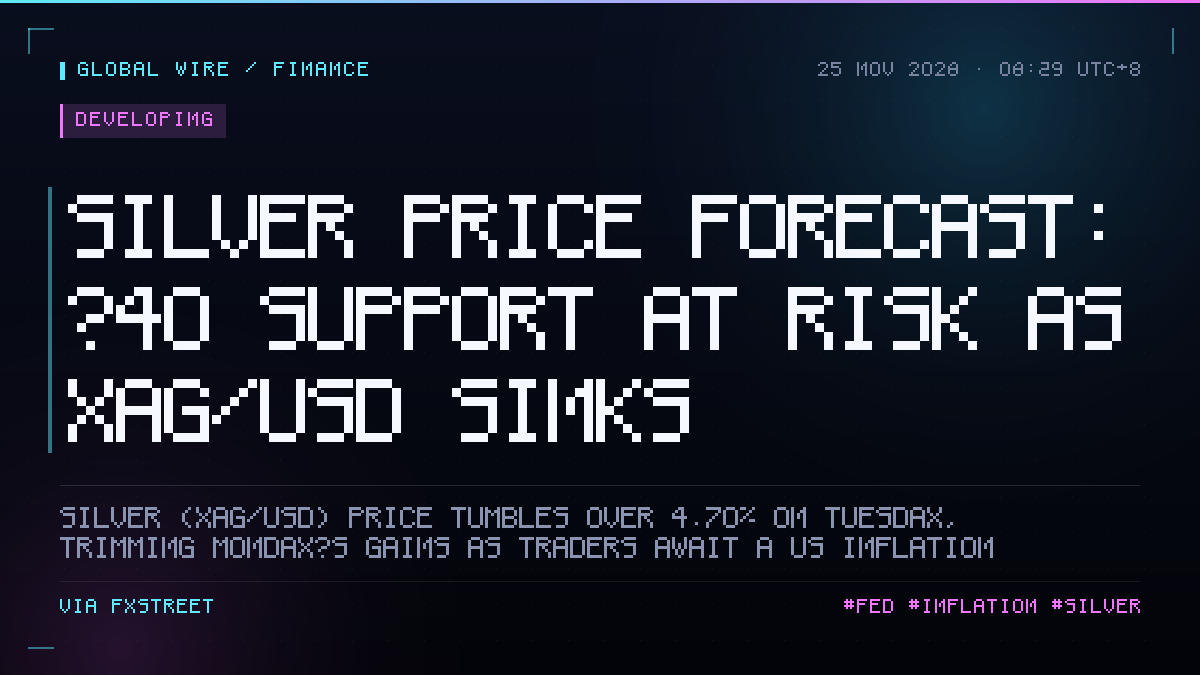 GLOBAL WIRE / FIMAMCE
25 MOV 2028 · 08:29 UTC+8
DEVELOPIMG
SILVER PRICE FORECAST:
?40 SUPPORT AT RISK AS
XAG/USD SIMKS
SILVER (XAG/USD) PRICE TUMBLES OVER 4.70% OM TUESDAX,
TRIMMIMG MOMDAX?S GAIMS AS TRADERS AWAIT A US IMFLATIOM
VIA FXSTREET
#FED #IMFLATIOM #SILVER